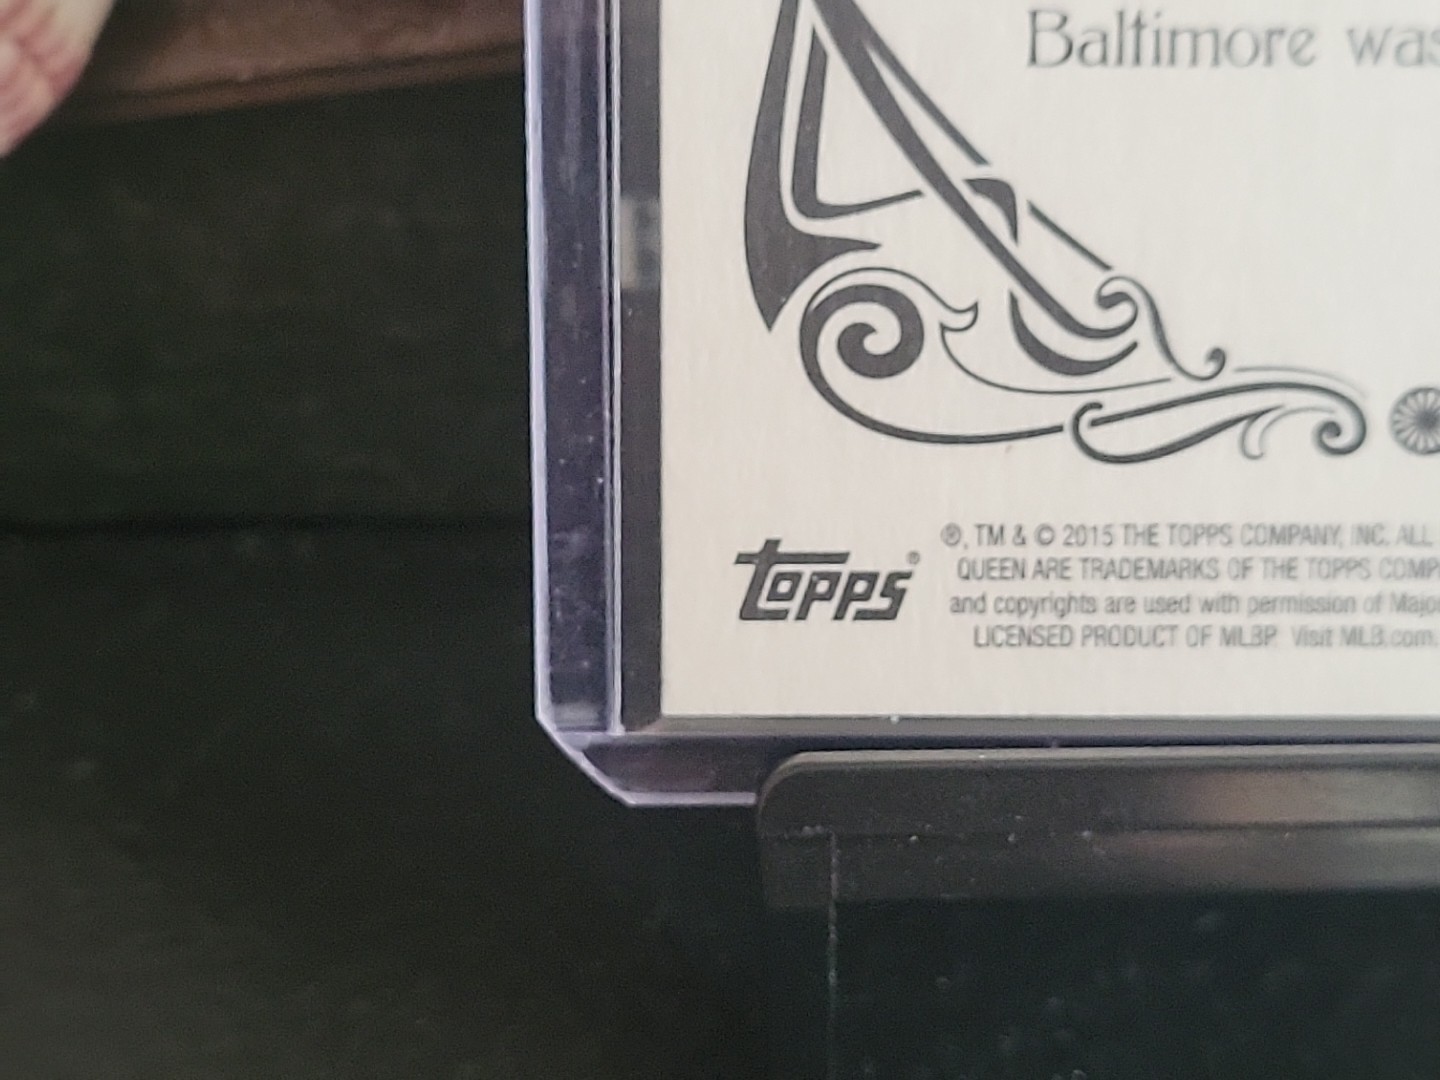 Baltimore was
TOPPS®
®, TM & © 2015 THE TOPPS COMPANY, INC. ALL
QUEEN ARE TRADEMARKS OF THE TOPPS COMP
and copyrights are used with permission of Major
LICENSED PRODUCT OF MLBP. Visit MLB.com.